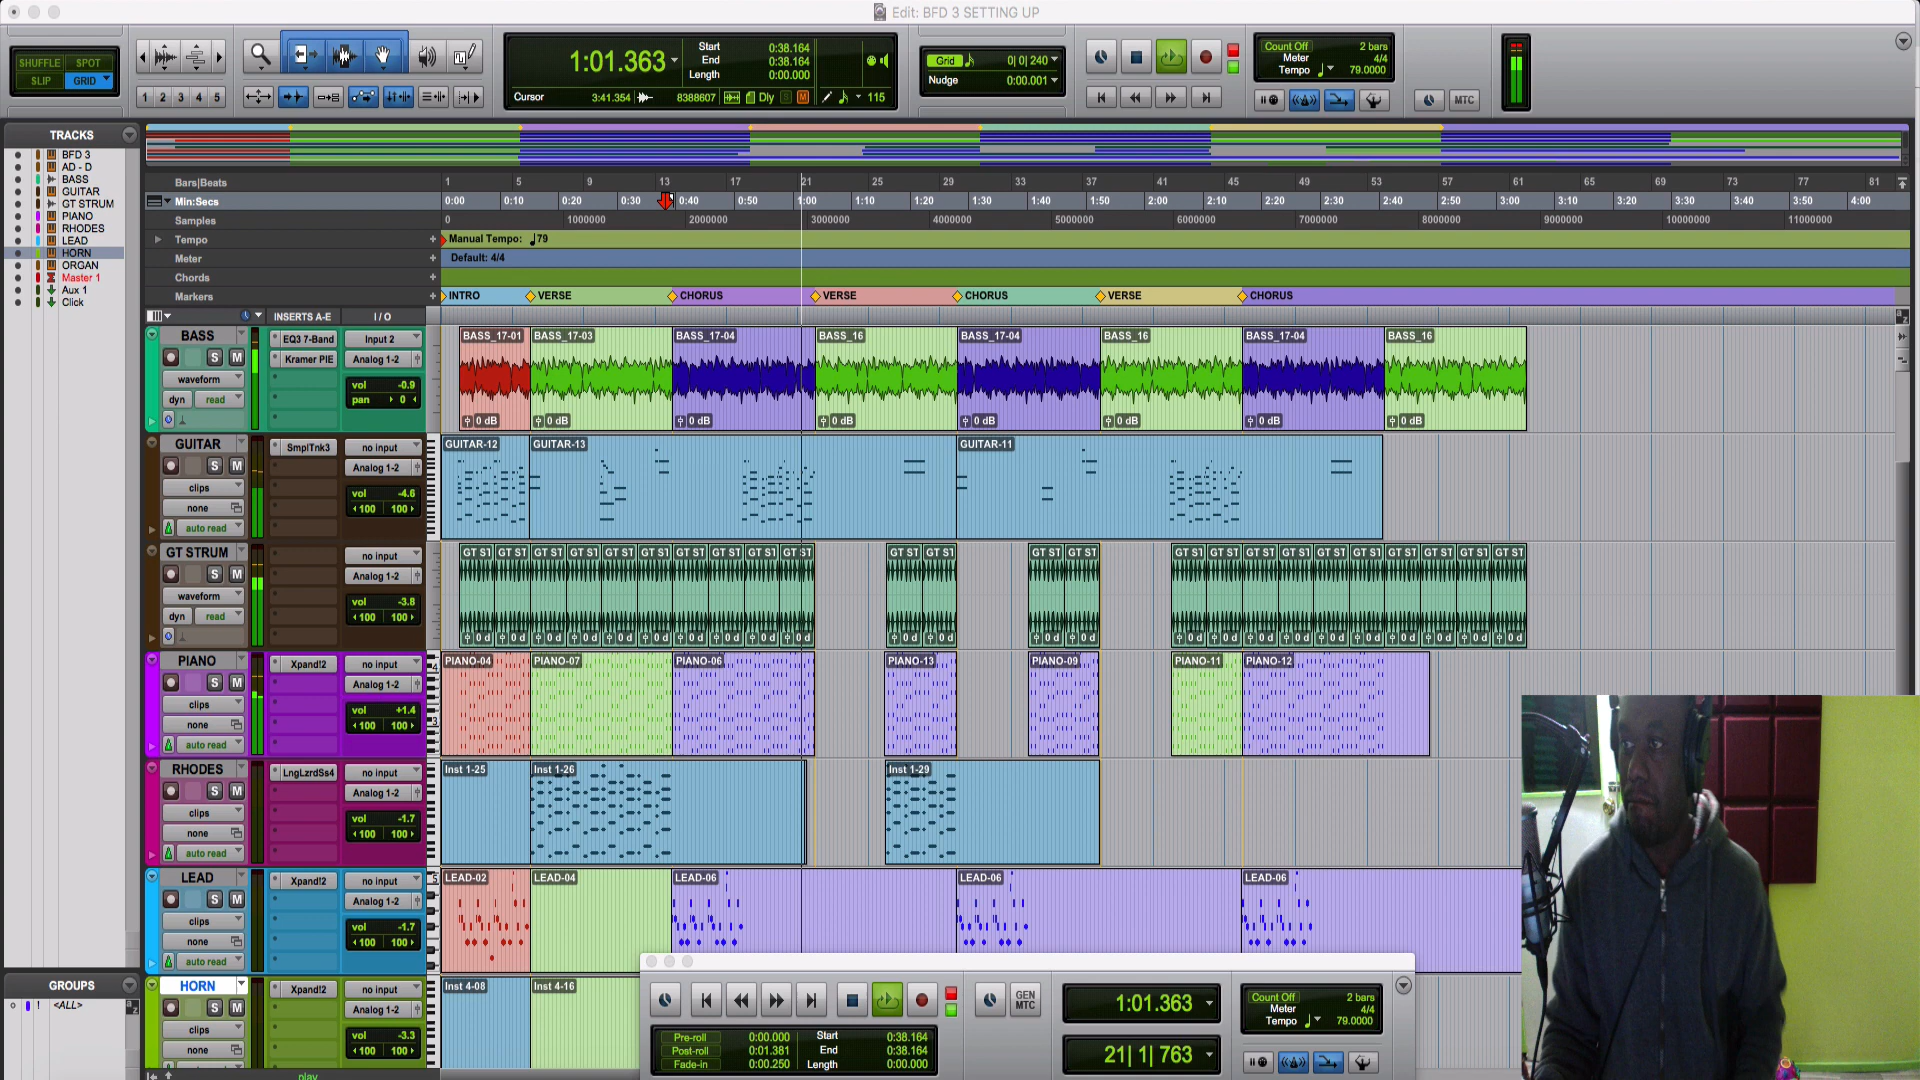 Edit: BFD 3 SETTING UP
SHUFFLE SPOT
SLIP GRID
1 2 3 4 5
1:01.363
Start 0:38.164
End 0:38.164
Length 0:00.000
Cursor 3:41.354 8388607 Dly S M 115
Grid 0| 0| 240
Nudge 0:00.001
Count Off 2 bars
Meter 4/4
Tempo 79.0000
MTC
TRACKS
BFD 3
AD - D
BASS
GUITAR
GT STRUM
PIANO
RHODES
LEAD
HORN
ORGAN
Master 1
Aux 1
Click
Bars|Beats 1 5 9 13 17 21 25 29 33 37 41 45 49 53 57 61 65 69 73 77 81
Min:Secs 0:00 0:10 0:20 0:30 0:40 0:50 1:00 1:10 1:20 1:30 1:40 1:50 2:00 2:10 2:20 2:30 2:40 2:50 3:00 3:10 3:20 3:30 3:40 3:50 4:00
Samples 0 1000000 2000000 3000000 4000000 5000000 6000000 7000000 8000000 9000000 10000000 11000000
Tempo + Manual Tempo: 79
Meter + Default: 4/4
Chords +
Markers + INTRO VERSE CHORUS VERSE CHORUS VERSE CHORUS
INSERTS A-E I / O
BASS EQ3 7-Band Input 2 BASS_17-01 BASS_17-03 BASS_17-04 BASS_16 BASS_17-04 BASS_16 BASS_17-04 BASS_16
S M Kramer PIE Analog 1-2
waveform vol -0.9
dyn read pan 0
0 dB 0 dB 0 dB 0 dB 0 dB 0 dB 0 dB 0 dB
GUITAR SmplTnk3 no input GUITAR-12 GUITAR-13 GUITAR-11
S M Analog 1-2
clips vol -4.6
none 100 100
auto read
GT STRUM no input GT ST GT ST GT ST GT ST GT ST GT ST GT ST GT ST GT ST GT ST GT ST GT ST GT ST GT ST GT ST GT ST GT ST GT ST GT ST GT ST GT ST GT ST GT ST GT ST
S M Analog 1-2
waveform vol -3.8
dyn read 100 100
0 d 0 d 0 d 0 d 0 d 0 d 0 d 0 d 0 d 0 d 0 d 0 d 0 d 0 d 0 d 0 d 0 d 0 d 0 d 0 d 0 d 0 d 0 d 0 d
PIANO Xpand!2 no input PIANO-04 PIANO-07 PIANO-06 PIANO-13 PIANO-09 PIANO-11 PIANO-12
S M Analog 1-2
clips vol +1.4
none 100 100
auto read
RHODES LngLzrdSs4 no input Inst 1-25 Inst 1-26 Inst 1-29
S M Analog 1-2
clips vol -1.7
none 100 100
auto read
LEAD Xpand!2 no input LEAD-02 LEAD-04 LEAD-06 LEAD-06 LEAD-06
S M Analog 1-2
clips vol -1.7
none 100 100
auto read
GROUPS
! <ALL>
HORN Xpand!2 no input Inst 4-08 Inst 4-16
S M Analog 1-2
clips vol -3.3
none 100 100
play
GEN
MTC
1:01.363
Count Off 2 bars
Meter 4/4
Tempo 79.0000
Pre-roll 0:00.000 Start 0:38.164
Post-roll 0:01.381 End 0:38.164
Fade-in 0:00.250 Length 0:00.000
21| 1| 763